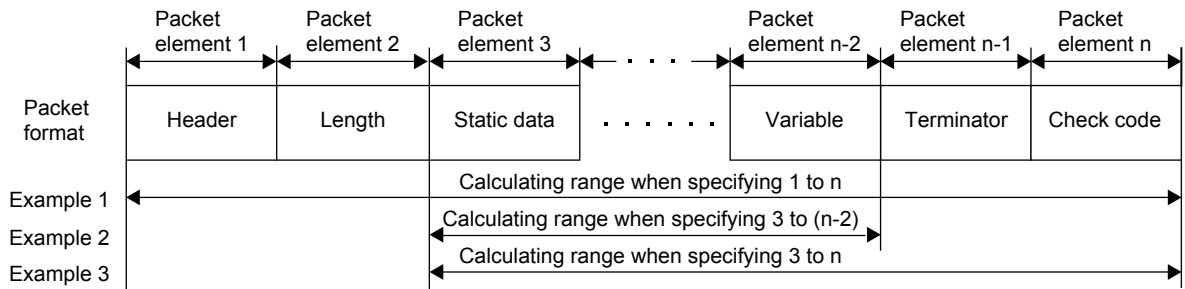 Packet element 1 Packet element 2 Packet element 3 Packet element n-2 Packet element n-1 Packet element n
· · ·
Packet format Header Length Static data · · · · · · Variable Terminator Check code
Example 1 Calculating range when specifying 1 to n
Example 2 Calculating range when specifying 3 to (n-2)
Example 3 Calculating range when specifying 3 to n